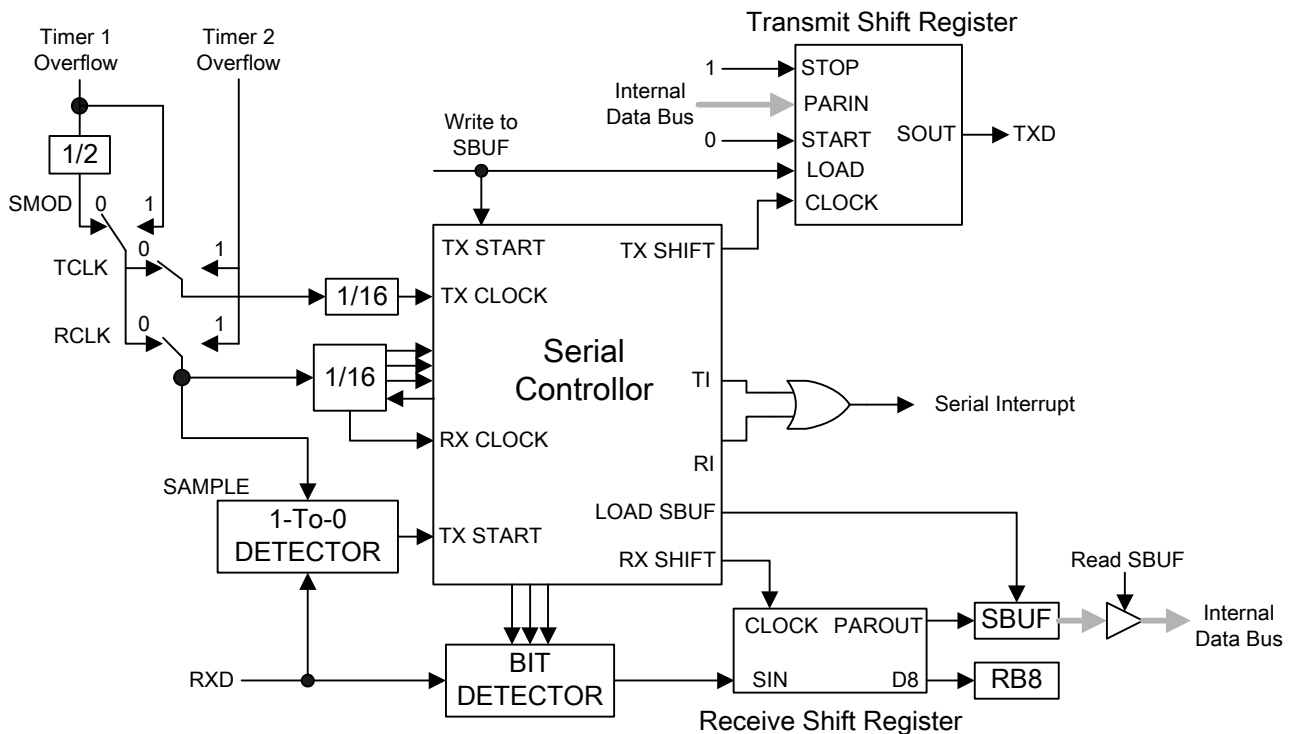 Transmit Shift Register
Timer 1
Overflow
Timer 2
Overflow
1
STOP
Internal
Data Bus
PARIN
Write to
SBUF
0
START
SOUT
TXD
LOAD
CLOCK
1/2
SMOD
0
1
TCLK
0
1
RCLK
0
1
1/16
1/16
TX START
TX SHIFT
TX CLOCK
Serial
Controllor
TI
Serial Interrupt
RX CLOCK
RI
SAMPLE
1-To-0
DETECTOR
TX START
LOAD SBUF
RX SHIFT
Read SBUF
CLOCK
PAROUT
SBUF
Internal
Data Bus
RXD
BIT
DETECTOR
SIN
D8
RB8
Receive Shift Register